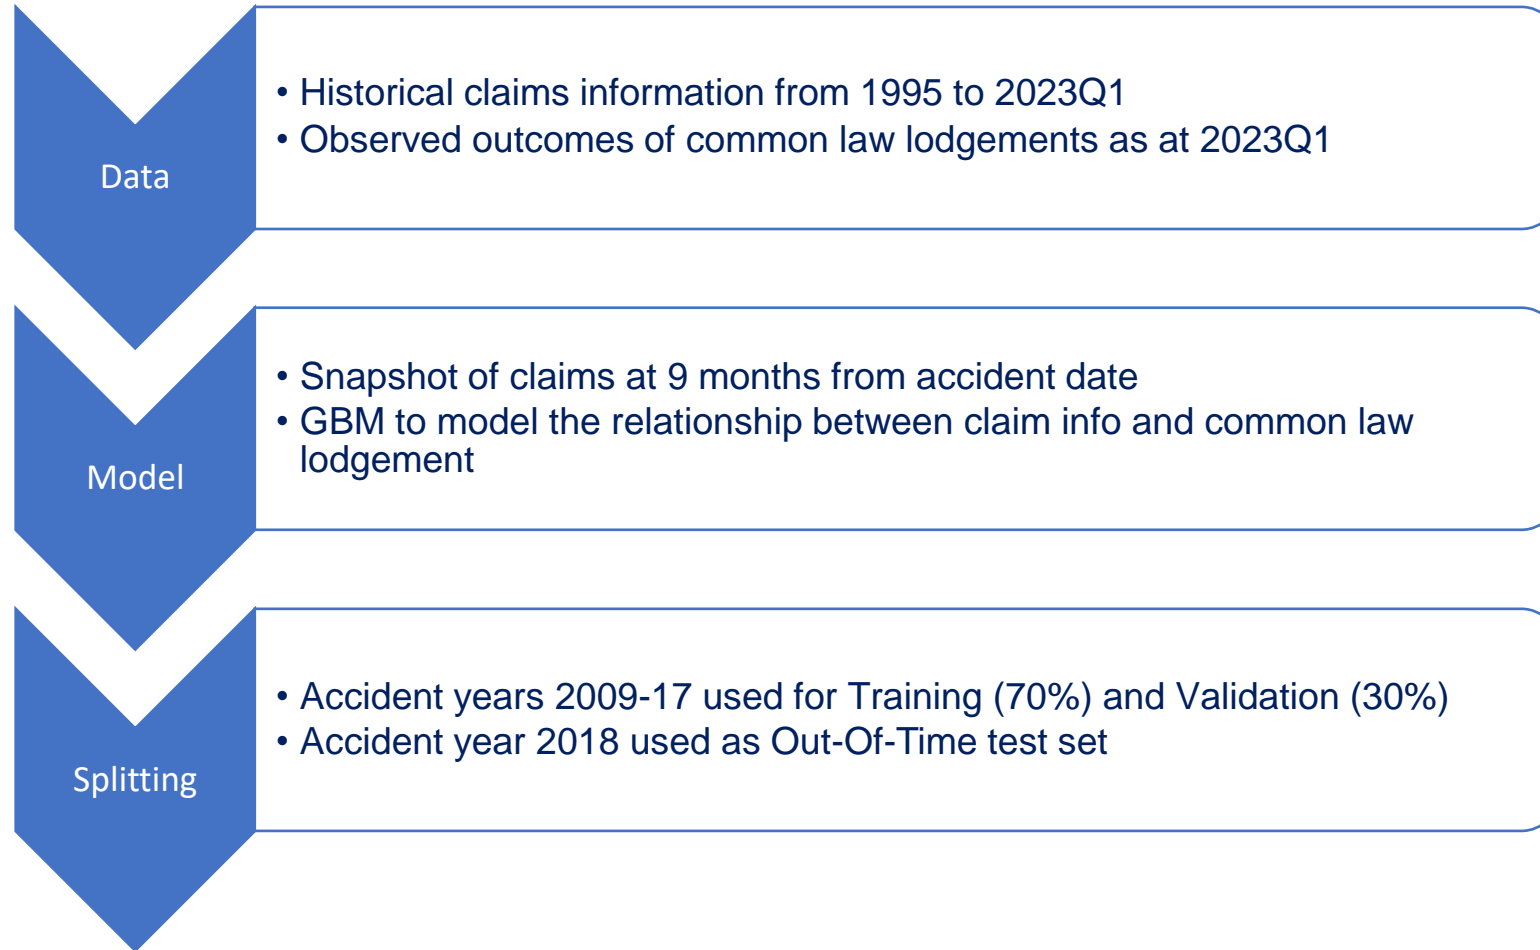 Data
• Historical claims information from 1995 to 2023Q1
• Observed outcomes of common law lodgements as at 2023Q1
Model
• Snapshot of claims at 9 months from accident date
• GBM to model the relationship between claim info and common law
lodgement
Splitting
• Accident years 2009-17 used for Training (70%) and Validation (30%)
• Accident year 2018 used as Out-Of-Time test set